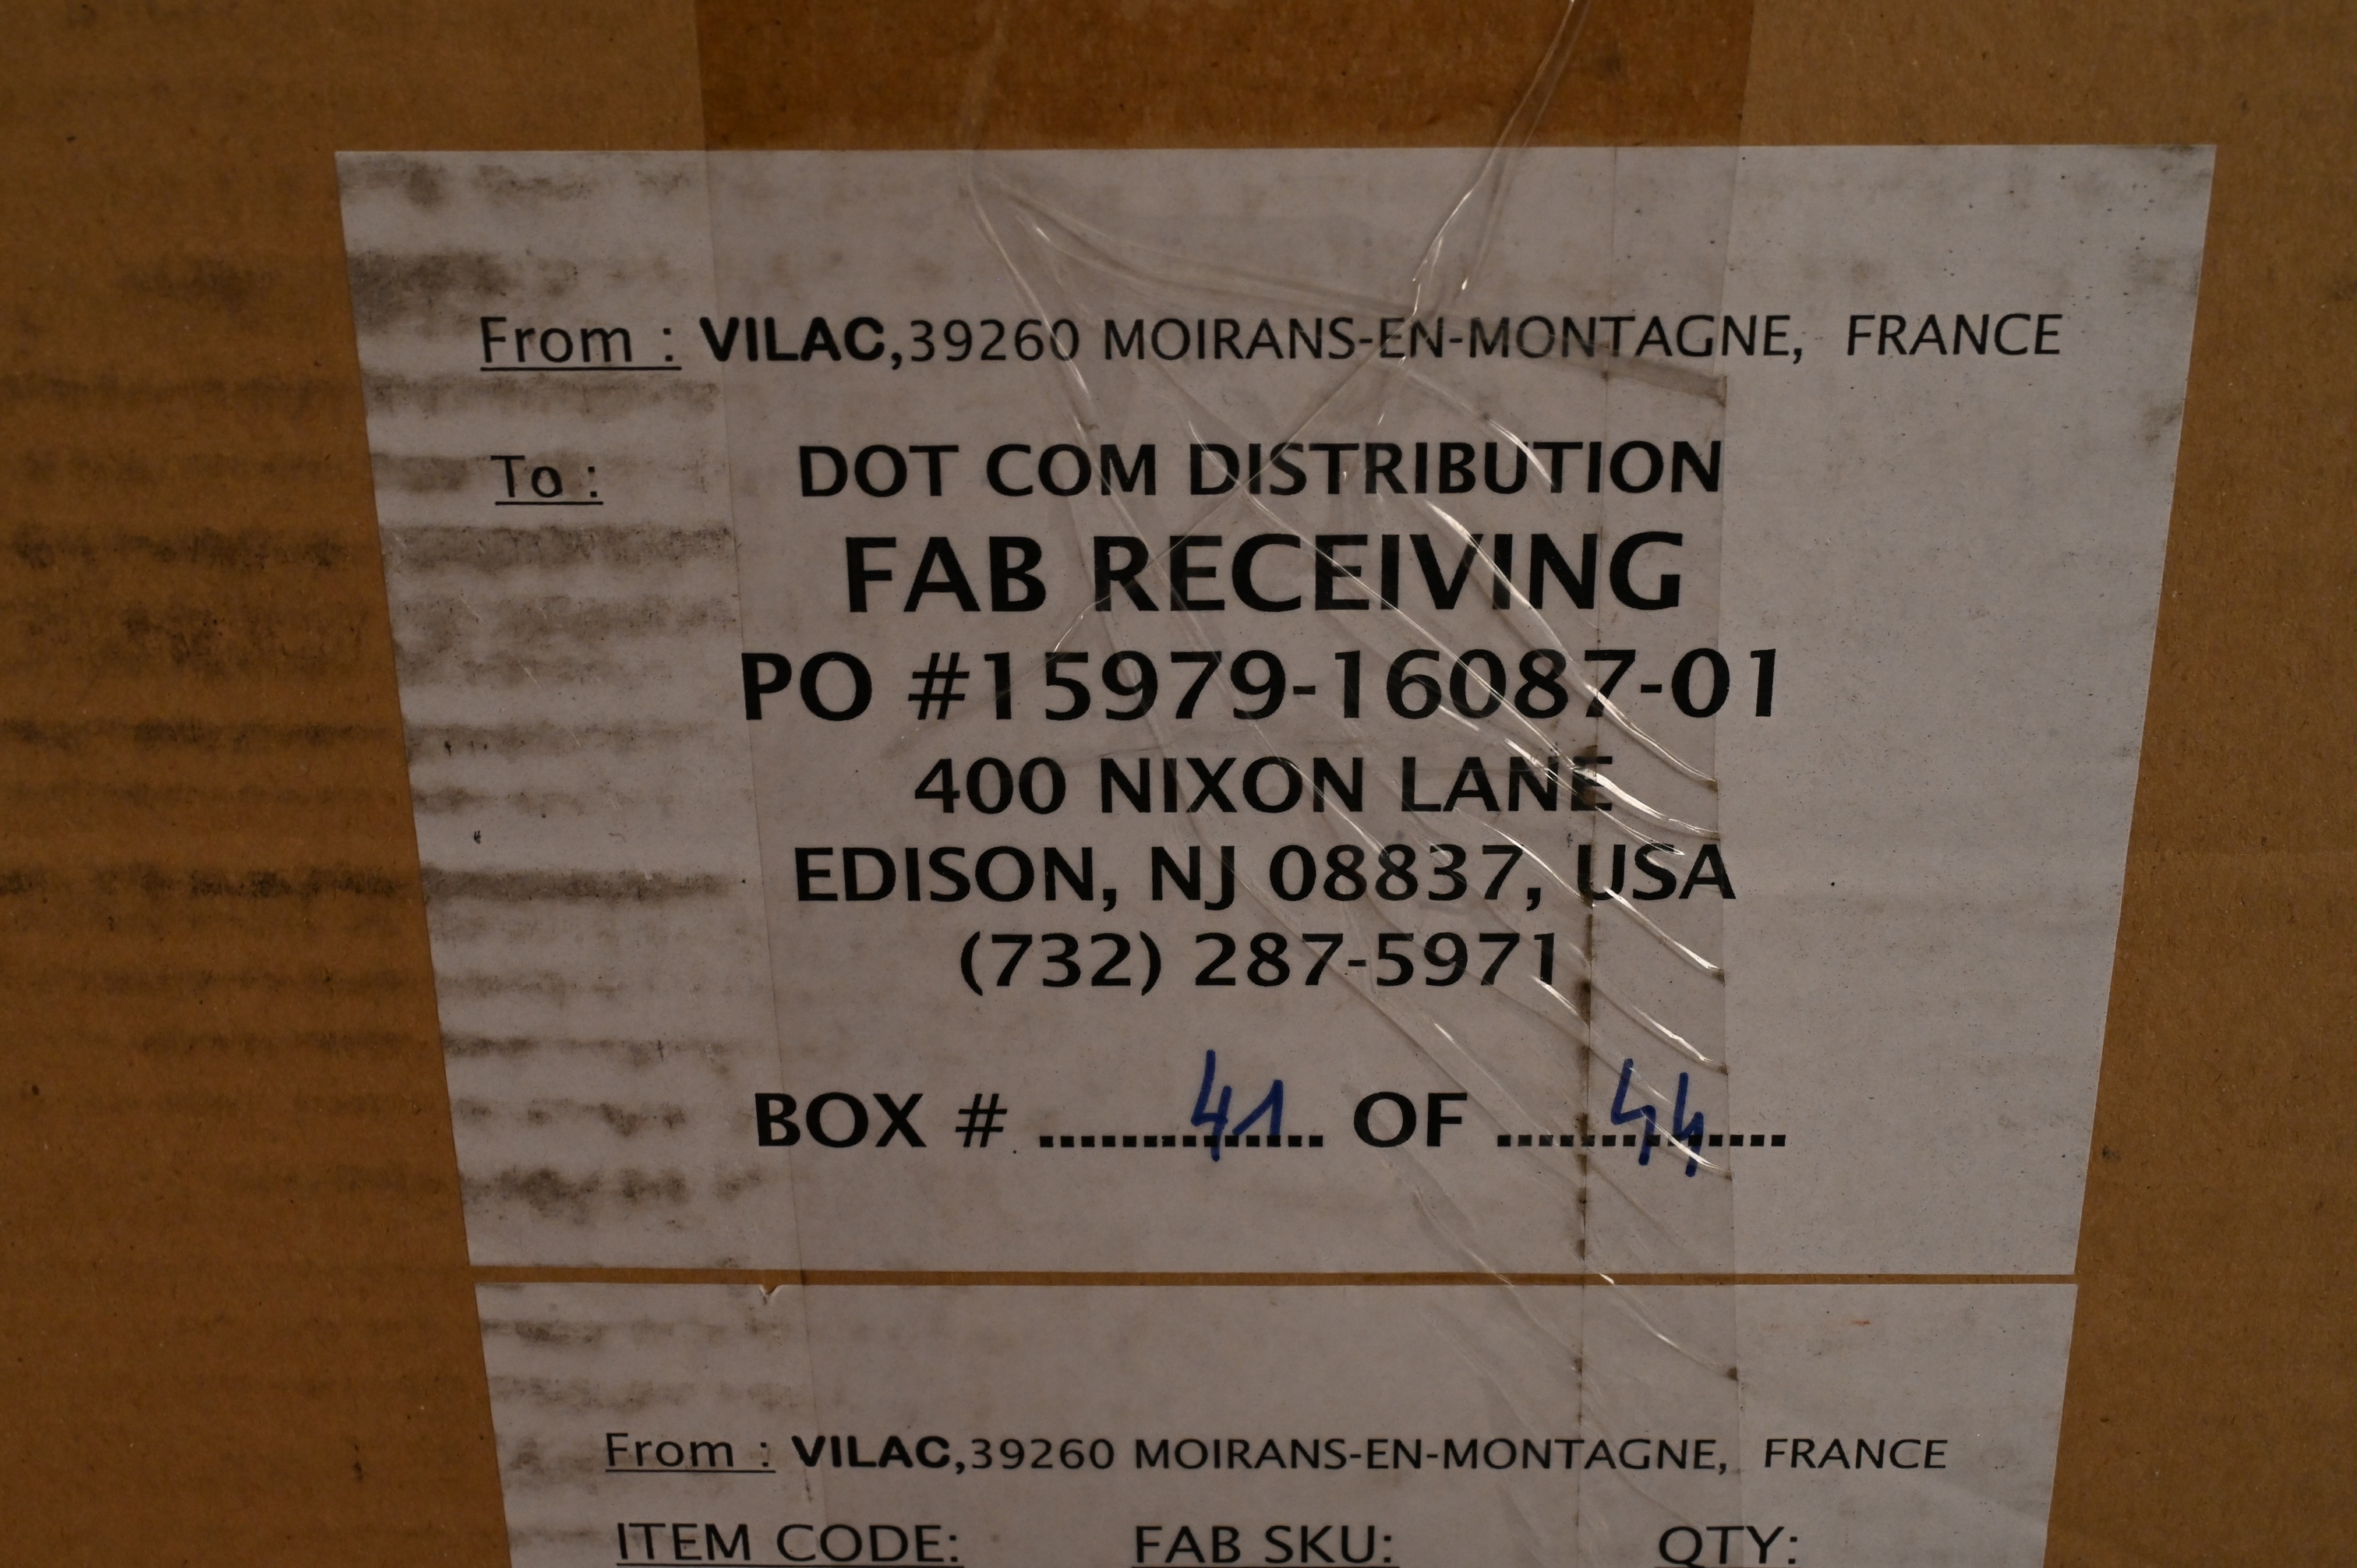 From : VILAC,39260 MOIRANS-EN-MONTAGNE, FRANCE
To : DOT COM DISTRIBUTION
FAB RECEIVING
PO #15979-16087-01
400 NIXON LANE
EDISON, NJ 08837, USA
(732) 287-5971
BOX # ..............41.. OF ........44......
From : VILAC,39260 MOIRANS-EN-MONTAGNE, FRANCE
ITEM CODE: FAB SKU: QTY: